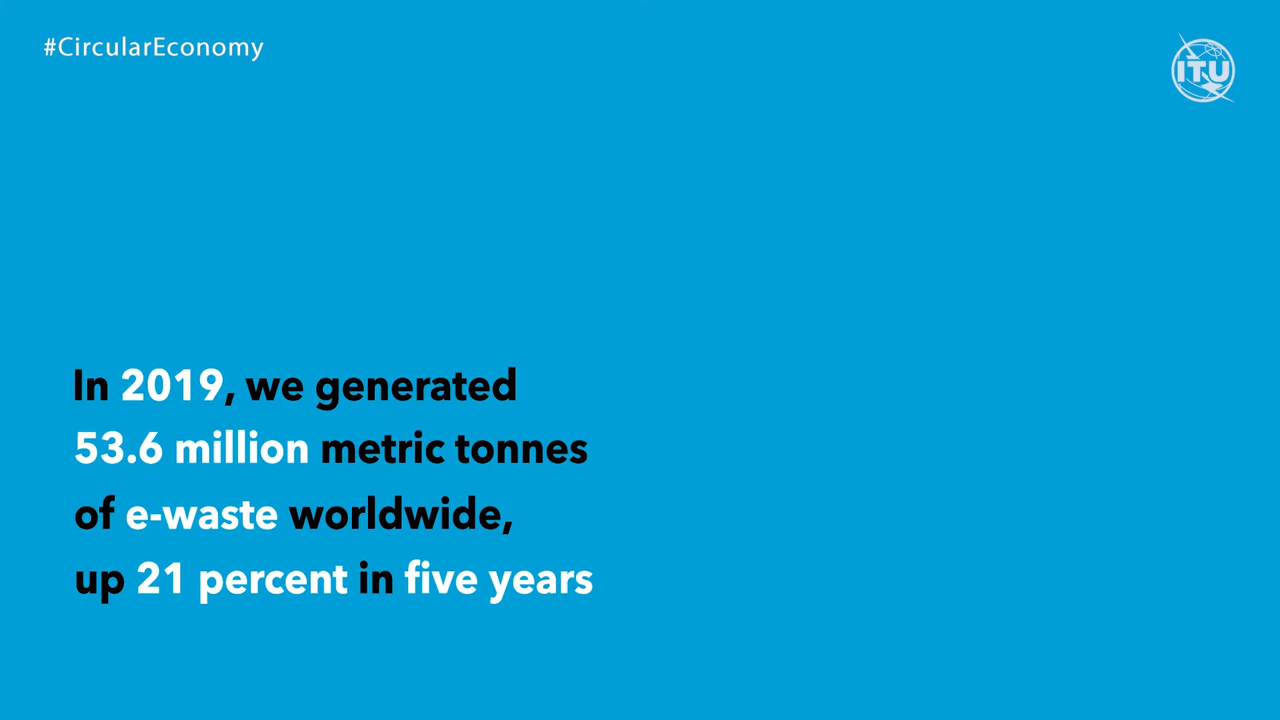 #CircularEconomy
ITU
In 2019, we generated
53.6 million metric tonnes
of e-waste worldwide,
up 21 percent in five years